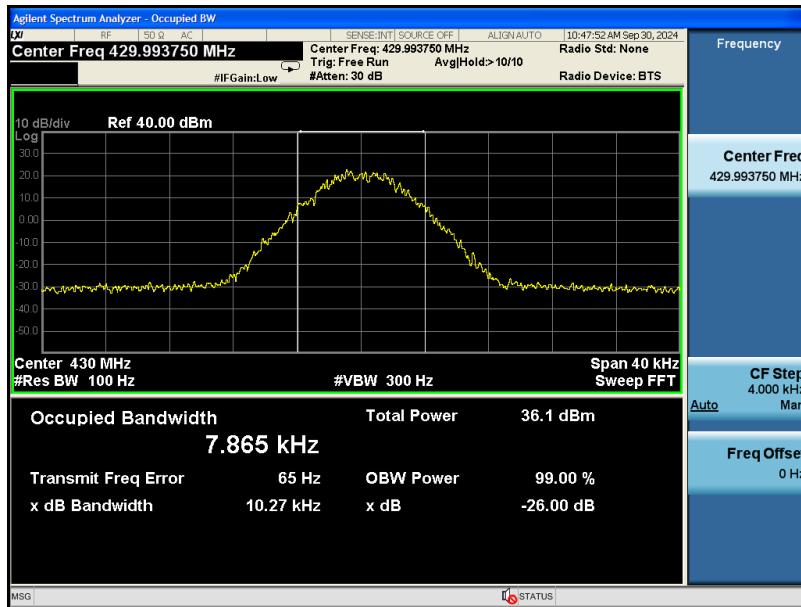 Agilent Spectrum Analyzer - Occupied BW
LXI RF 50 Ω AC SENSE:INT SOURCE OFF ALIGN AUTO 10:47:52 AM Sep 30, 2024
Center Freq 429.993750 MHz
Center Freq: 429.993750 MHz
Radio Std: None
Trig: Free Run
Avg|Hold:>10/10
#IFGain:Low
#Atten: 30 dB
Radio Device: BTS
10 dB/div
Ref 40.00 dBm
Log
30.0
20.0
10.0
0.00
-10.0
-20.0
-30.0
-40.0
-50.0
Center 430 MHz
Span 40 kHz
#Res BW 100 Hz
#VBW 300 Hz
Sweep FFT
Occupied Bandwidth
Total Power 36.1 dBm
7.865 kHz
Transmit Freq Error 65 Hz
OBW Power 99.00 %
x dB Bandwidth 10.27 kHz
x dB -26.00 dB
MSG
STATUS
Frequency
Center Freq
429.993750 MHz
CF Step
4.000 kHz
Auto Man
Freq Offset
0 Hz